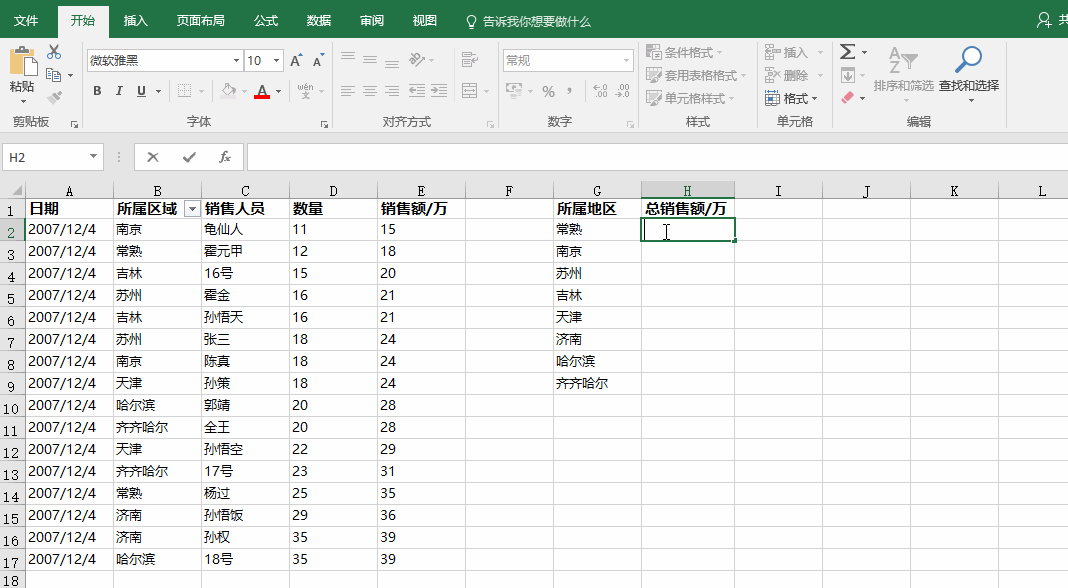 文件 开始 插入 页面布局 公式 数据 审阅 视图 告诉我你想要做什么
微软雅黑 10 常规 条件格式 插入 Σ
粘贴 套用表格格式 删除 排序和筛选 查找和选择
B I U A wén 文 % 单元格样式 格式
剪贴板 字体 对齐方式 数字 样式 单元格 编辑
H2 fx
A B C D E F G H I J K L
1 日期 所属区域 销售人员 数量 销售额/万 所属地区 总销售额/万
2 2007/12/4 南京 龟仙人 11 15 常熟
3 2007/12/4 常熟 霍元甲 12 18 南京
4 2007/12/4 吉林 16号 15 20 苏州
5 2007/12/4 苏州 霍金 16 21 吉林
6 2007/12/4 吉林 孙悟天 16 21 天津
7 2007/12/4 苏州 张三 18 24 济南
8 2007/12/4 南京 陈真 18 24 哈尔滨
9 2007/12/4 天津 孙策 18 24 齐齐哈尔
10 2007/12/4 哈尔滨 郭靖 20 28
11 2007/12/4 齐齐哈尔 全王 20 28
12 2007/12/4 天津 孙悟空 22 29
13 2007/12/4 齐齐哈尔 17号 23 31
14 2007/12/4 常熟 杨过 25 35
15 2007/12/4 济南 孙悟饭 29 36
16 2007/12/4 济南 孙权 35 39
17 2007/12/4 哈尔滨 18号 35 39
18